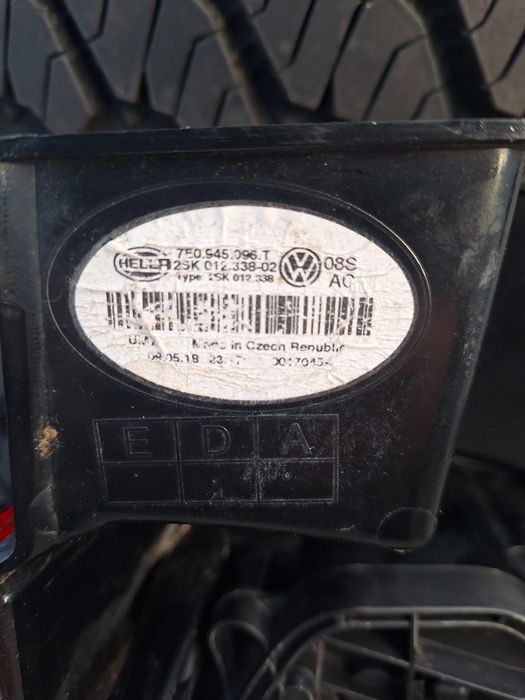 HELLA 7E0.945.096.T
2SK 012.338-02 08S
Type: 2SK 012.338 AC
Made in Czech Republic
09.05.18
E D A